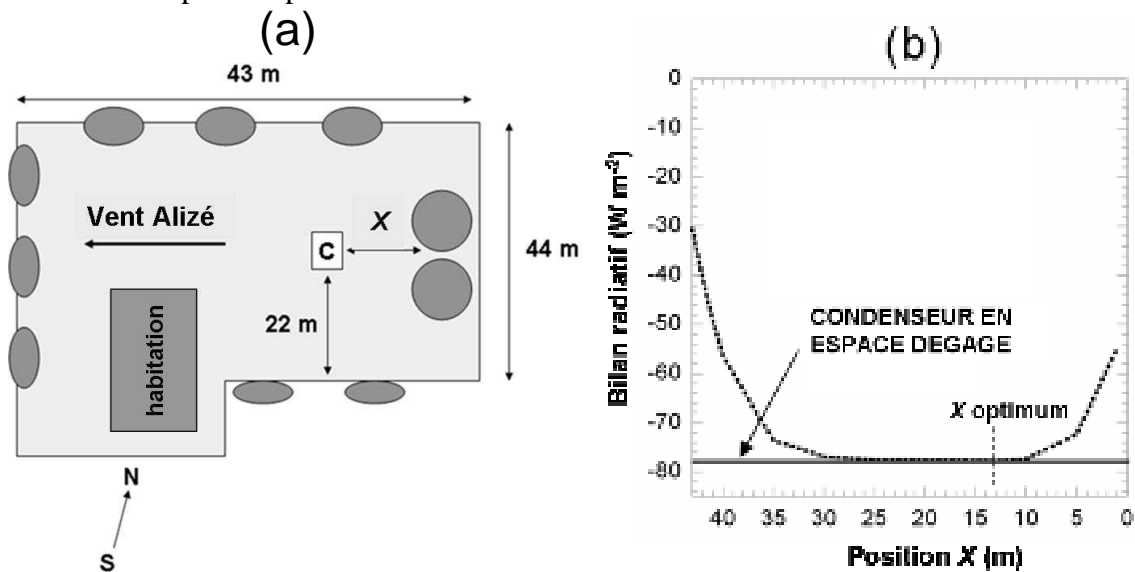 (a)
43 m
Vent Alizé
X
C
44 m
22 m
habitation
N
S
(b)
Bilan radiatif (W m-2)
0
-10
-20
-30
-40
-50
-60
-70
-80
CONDENSEUR EN
ESPACE DEGAGE
X optimum
40 35 30 25 20 15 10 5 0
Position X (m)